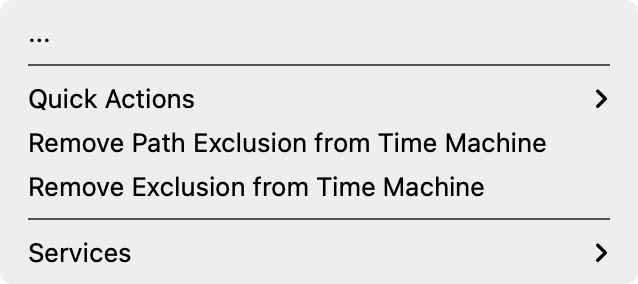 ...
Quick Actions
Remove Path Exclusion from Time Machine
Remove Exclusion from Time Machine
Services